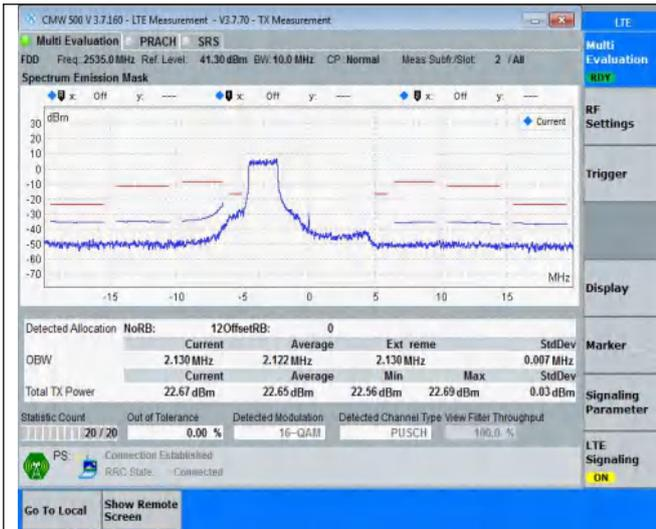 CMW 500 V 3.7.160 - LTE Measurement - V3.7.70 - TX Measurement
LTE
Multi Evaluation PRACH SRS
Multi Evaluation
RDY
FDD Freq.:2535.0 MHz Ref. Level: 41.30 dBm BW: 10.0 MHz CP :Normal Meas Subfr./Slot: 2 / All
Spectrum Emission Mask
x: Off y: --- x: Off y: --- x: Off y: ---
dBm
Current
30
20
10
0
-10
-20
-30
-40
-50
-60
-70
MHz
-15 -10 -5 0 5 10 15
RF Settings
Trigger
Display
Marker
Signaling Parameter
LTE Signaling
ON
Detected Allocation NoRB: 12OffsetRB: 0
Current Average Ext reme StdDev
OBW 2.130 MHz 2.122 MHz 2.130 MHz 0.007 MHz
Current Average Min Max StdDev
Total TX Power 22.67 dBm 22.65 dBm 22.56 dBm 22.69 dBm 0.03 dBm
Statistic Count Out of Tolerance Detected Modulation Detected Channel Type View Filter Throughput
20 / 20 0.00 % 16-QAM PUSCH 100.0 %
PS: Connection Established
RRC State: Connected
Go To Local
Show Remote Screen